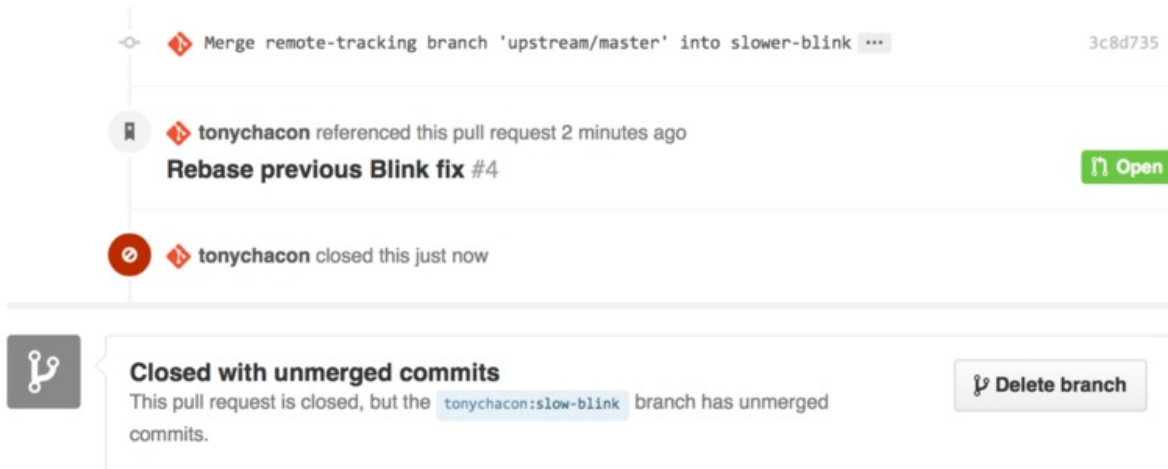 Merge remote-tracking branch 'upstream/master' into slower-blink ... 3c8d735
tonychacon referenced this pull request 2 minutes ago
Rebase previous Blink fix #4 Open
tonychacon closed this just now
Closed with unmerged commits
Delete branch
This pull request is closed, but the tonychacon:slow-blink branch has unmerged
commits.